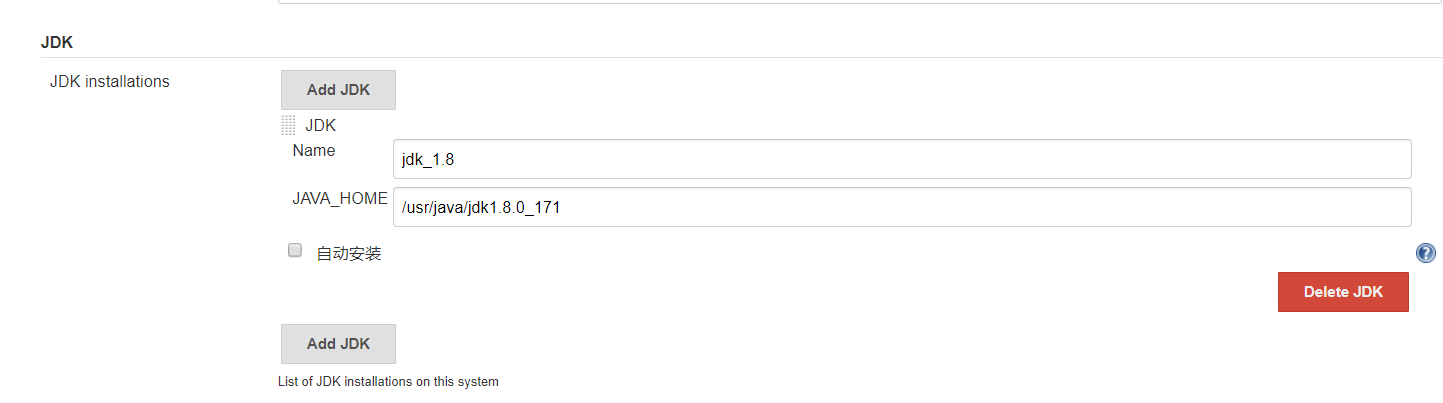 JDK
JDK installations
Add JDK
JDK
Name
jdk_1.8
JAVA_HOME
/usr/java/jdk1.8.0_171
自动安装
?
Delete JDK
Add JDK
List of JDK installations on this system